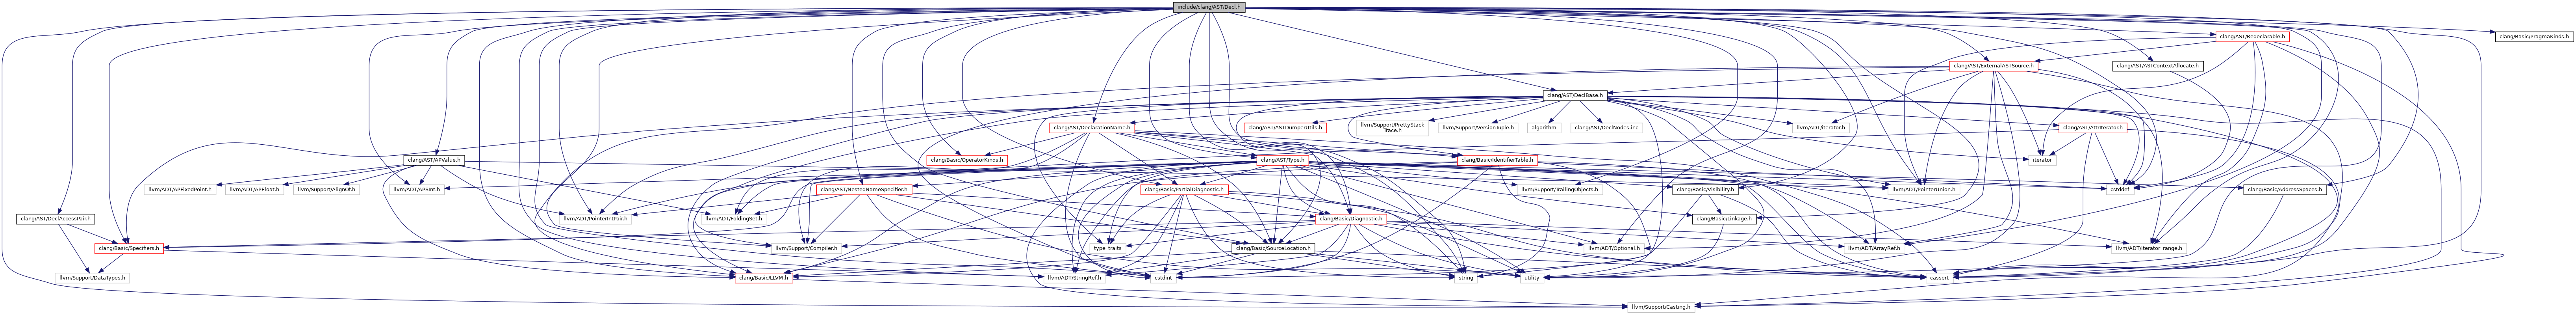 include/clang/AST/Decl.h
clang/AST/Redeclarable.h
clang/Basic/PragmaKinds.h
clang/AST/ExternalASTSource.h
clang/AST/ASTContextAllocate.h
clang/AST/DeclBase.h
clang/AST/DeclarationName.h
clang/AST/ASTDumperUtils.h
llvm/Support/PrettyStack
Trace.h
llvm/Support/VersionTuple.h
algorithm
clang/AST/DeclNodes.inc
llvm/ADT/iterator.h
clang/AST/AttrIterator.h
clang/AST/APValue.h
clang/Basic/OperatorKinds.h
clang/AST/Type.h
clang/Basic/IdentifierTable.h
iterator
llvm/ADT/APFixedPoint.h
llvm/ADT/APFloat.h
llvm/Support/AlignOf.h
llvm/ADT/APSInt.h
clang/AST/NestedNameSpecifier.h
clang/Basic/PartialDiagnostic.h
llvm/Support/TrailingObjects.h
clang/Basic/Visibility.h
llvm/ADT/PointerUnion.h
cstddef
clang/Basic/AddressSpaces.h
clang/AST/DeclAccessPair.h
llvm/ADT/PointerIntPair.h
llvm/ADT/FoldingSet.h
clang/Basic/Diagnostic.h
clang/Basic/Linkage.h
clang/Basic/Specifiers.h
llvm/Support/Compiler.h
type_traits
clang/Basic/SourceLocation.h
llvm/ADT/Optional.h
llvm/ADT/ArrayRef.h
llvm/ADT/iterator_range.h
llvm/Support/DataTypes.h
clang/Basic/LLVM.h
llvm/ADT/StringRef.h
cstdint
string
utility
cassert
llvm/Support/Casting.h